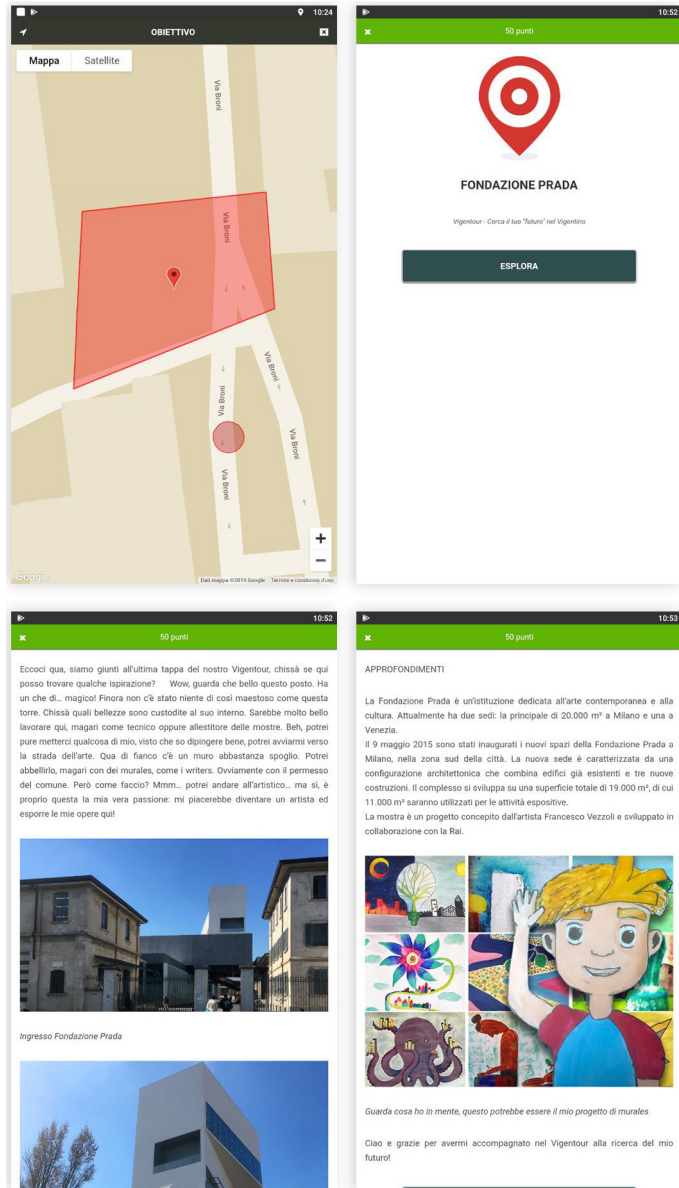 10:24
OBIETTIVO
Mappa Satellite
Via Broni
Via Broni
Via Broni
Via Broni
Via Broni
Via Broni
+
−
Google
Dati mappa ©2019 Google Termini e condizioni d'uso
10:52
50 punti
FONDAZIONE PRADA
Vigentour - Cerca il tuo "futuro" nel Vigentino
ESPLORA
10:52
50 punti
Eccoci qua, siamo giunti all'ultima tappa del nostro Vigentour, chissà se qui
posso trovare qualche ispirazione? Wow, guarda che bello questo posto. Ha
un che di… magico! Finora non c'è stato niente di così maestoso come questa
torre. Chissà quali bellezze sono custodite al suo interno. Sarebbe molto bello
lavorare qui, magari come tecnico oppure allestitore delle mostre. Beh, potrei
pure metterci qualcosa di mio, visto che so dipingere bene, potrei avviarmi verso
la strada dell'arte. Qua di fianco c'è un muro abbastanza spoglio. Potrei
abbellirlo, magari con dei murales, come i writers. Ovviamente con il permesso
del comune. Però come faccio? Mmm… potrei andare all'artistico… ma sì, è
proprio questa la mia vera passione: mi piacerebbe diventare un artista ed
esporre le mie opere qui!
Ingresso Fondazione Prada
10:53
50 punti
APPROFONDIMENTI
La Fondazione Prada è un'istituzione dedicata all'arte contemporanea e alla
cultura. Attualmente ha due sedi: la principale di 20.000 m² a Milano e una a
Venezia.
Il 9 maggio 2015 sono stati inaugurati i nuovi spazi della Fondazione Prada a
Milano, nella zona sud della città. La nuova sede è caratterizzata da una
configurazione architettonica che combina edifici già esistenti e tre nuove
costruzioni. Il complesso si sviluppa su una superficie totale di 19.000 m², di cui
11.000 m² saranno utilizzati per le attività espositive.
La mostra è un progetto concepito dall'artista Francesco Vezzoli e sviluppato in
collaborazione con la Rai.
Guarda cosa ho in mente, questo potrebbe essere il mio progetto di murales
Ciao e grazie per avermi accompagnato nel Vigentour alla ricerca del mio
futuro!